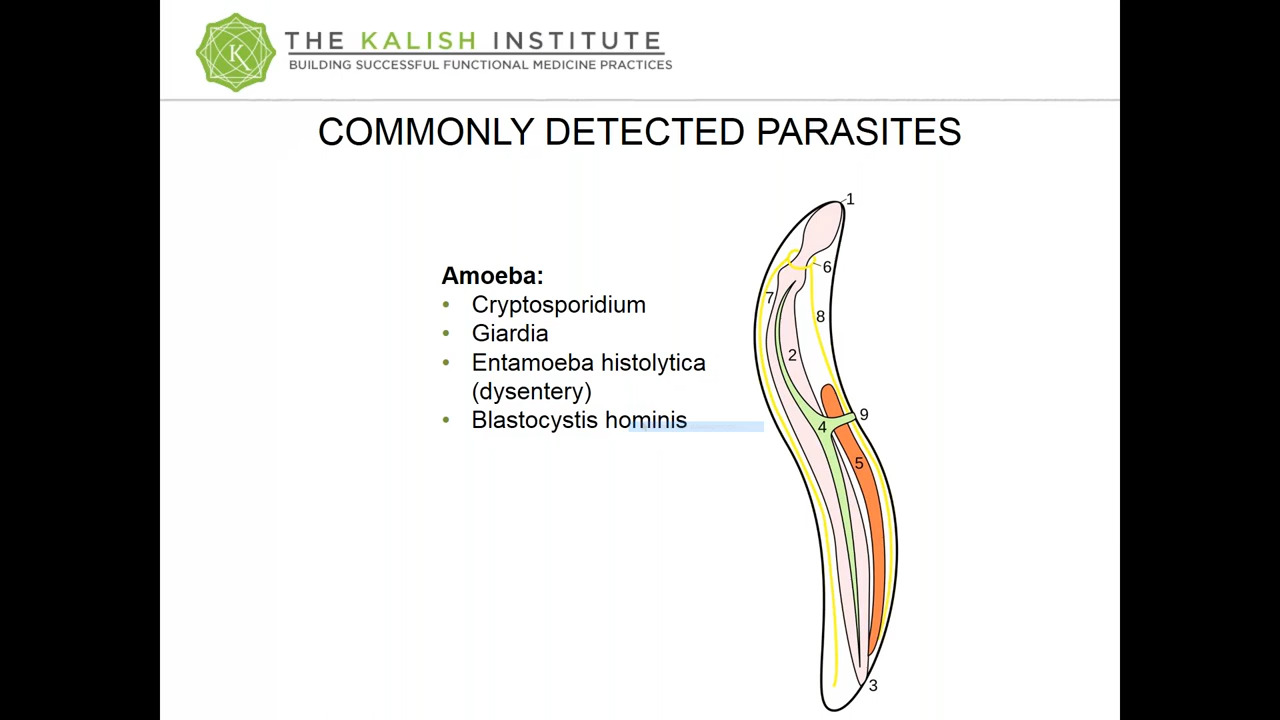 THE KALISH INSTITUTE
BUILDING SUCCESSFUL FUNCTIONAL MEDICINE PRACTICES
K
COMMONLY DETECTED PARASITES
Amoeba:
• Cryptosporidium
• Giardia
• Entamoeba histolytica
(dysentery)
• Blastocystis hominis
1
6
7
8
2
9
4
5
3